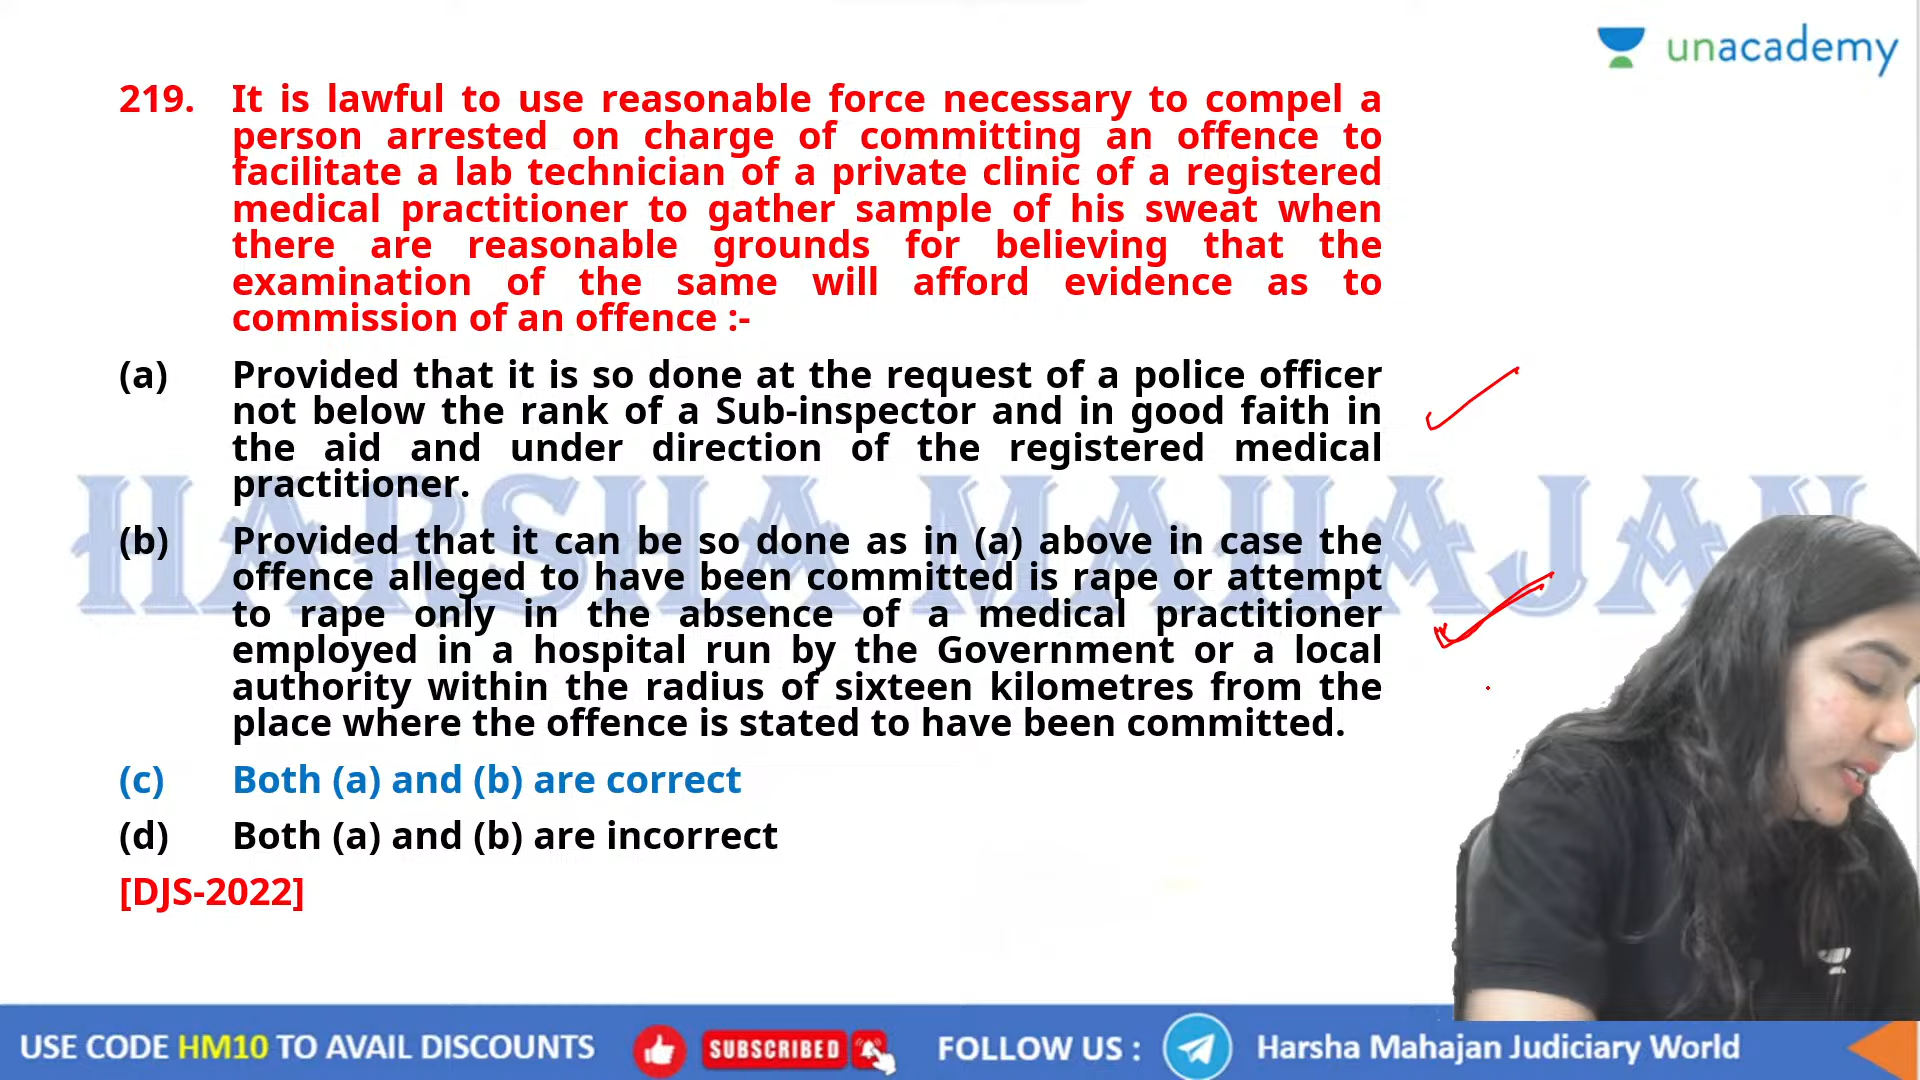 unacademy
219. It is lawful to use reasonable force necessary to compel a
person arrested on charge of committing an offence to
facilitate a lab technician of a private clinic of a registered
medical practitioner to gather sample of his sweat when
there are reasonable grounds for believing that the
examination of the same will afford evidence as to
commission of an offence :-
(a) Provided that it is so done at the request of a police officer
not below the rank of a Sub-inspector and in good faith in
the aid and under direction of the registered medical
practitioner.
HARSHA MAHAJAN
(b) Provided that it can be so done as in (a) above in case the
offence alleged to have been committed is rape or attempt
to rape only in the absence of a medical practitioner
employed in a hospital run by the Government or a local
authority within the radius of sixteen kilometres from the
place where the offence is stated to have been committed.
(c) Both (a) and (b) are correct
(d) Both (a) and (b) are incorrect
[DJS-2022]
USE CODE HM10 TO AVAIL DISCOUNTS
SUBSCRIBED
FOLLOW US :
Harsha Mahajan Judiciary World